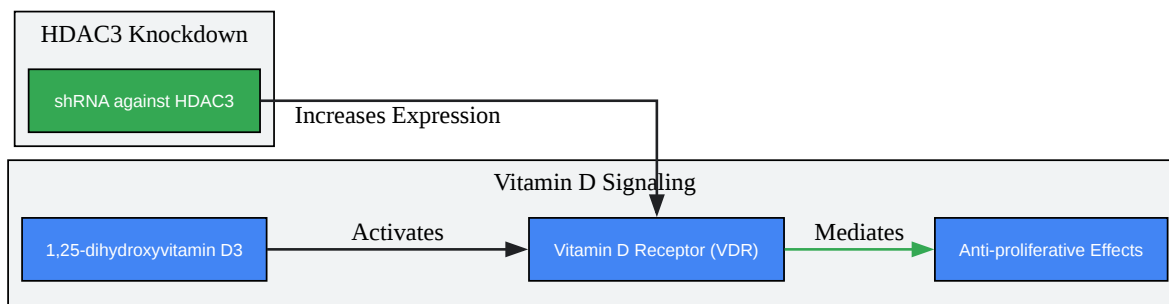 HDAC3 Knockdown
shRNA against HDAC3
Increases Expression
Vitamin D Signaling
1,25-dihydroxyvitamin D3
Activates
Vitamin D Receptor (VDR)
Mediates
Anti-proliferative Effects